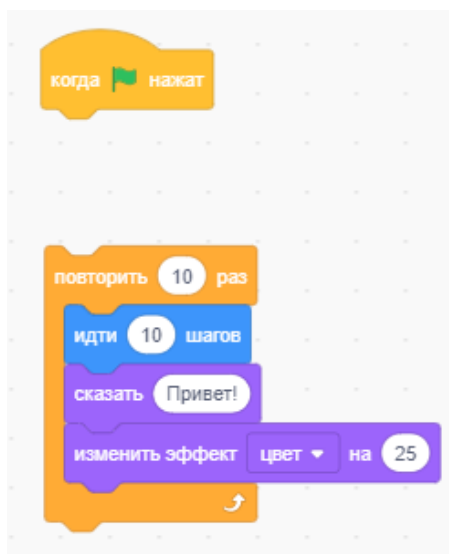 когда нажат
повторить 10 раз
идти 10 шагов
сказать Привет!
изменить эффект цвет на 25